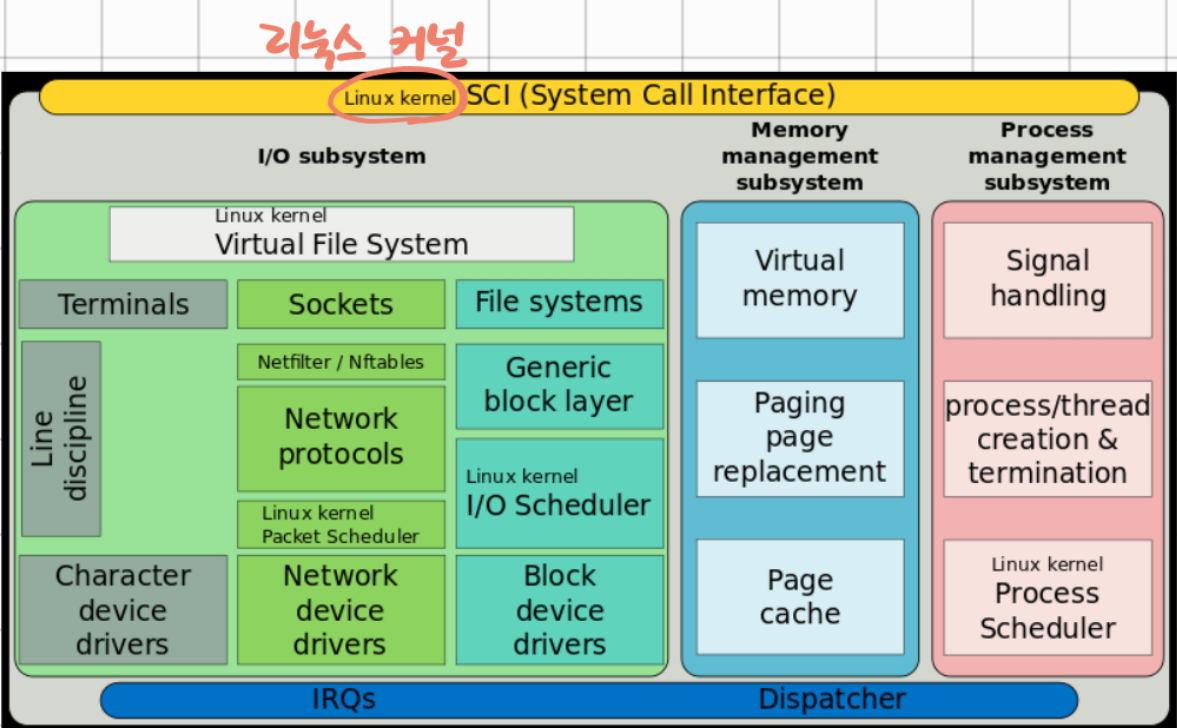 리눅스 커널
Linux kernel SCI (System Call Interface)
I/O subsystem
Memory
management
subsystem
Process
management
subsystem
Linux kernel
Virtual File System
Terminals
Sockets
File systems
Line
discipline
Netfilter / Nftables
Network
protocols
Linux kernel
Packet Scheduler
Generic
block layer
Linux kernel
I/O Scheduler
Character
device
drivers
Network
device
drivers
Block
device
drivers
Virtual
memory
Paging
page
replacement
Page
cache
Signal
handling
process/thread
creation &
termination
Linux kernel
Process
Scheduler
IRQs
Dispatcher